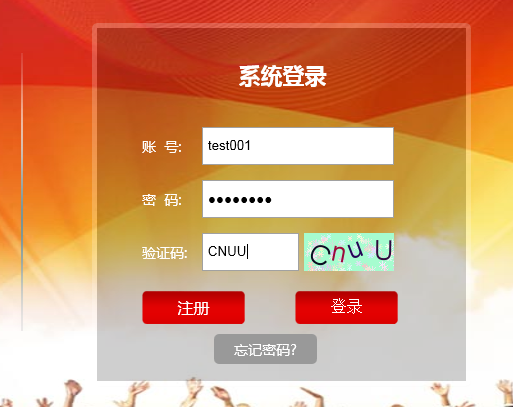 系统登录
账 号: test001
密 码: ●●●●●●●●
验证码: CNUU Cnu U
注册 登录
忘记密码?